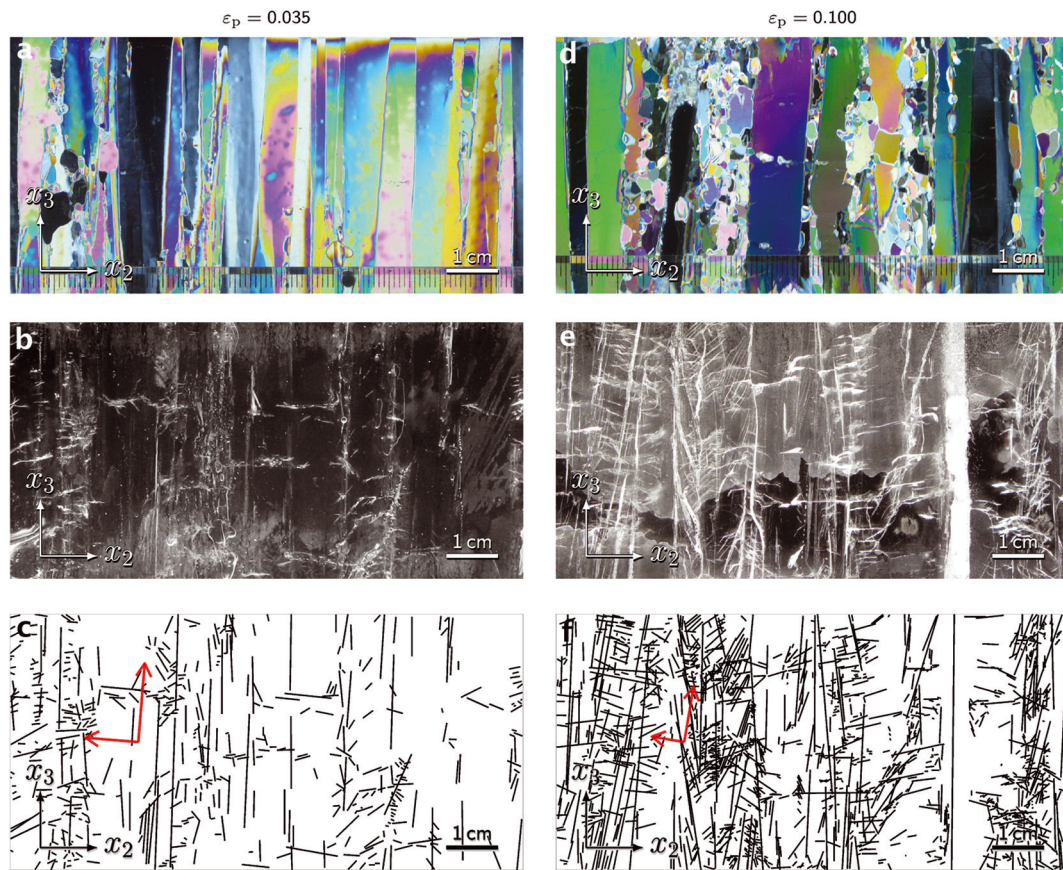 εp = 0.035
εp = 0.100
a
x3
x2
1 cm
d
x3
x2
1 cm
b
x3
x2
1 cm
e
x3
x2
1 cm
c
x3
x2
1 cm
f
x3
x2
1 cm